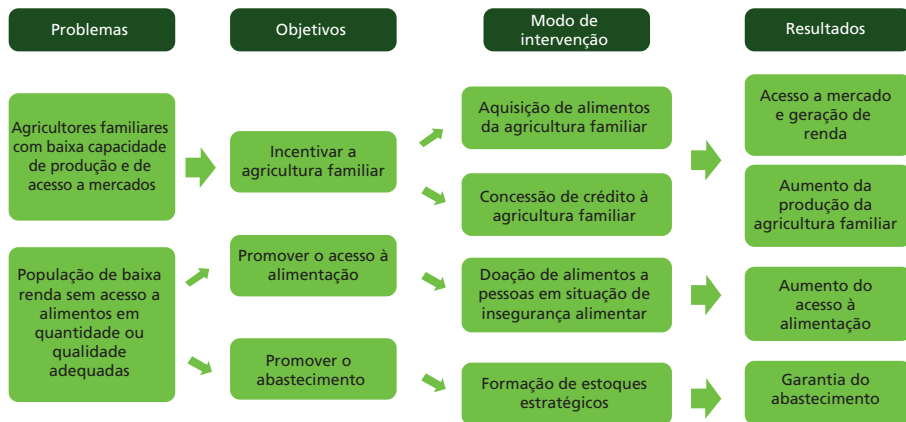 Problemas
Objetivos
Modo de
intervenção
Resultados
Agricultores familiares
com baixa capacidade
de produção e de
acesso a mercados
Incentivar a
agricultura familiar
Aquisição de alimentos
da agricultura familiar
Concessão de crédito à
agricultura familiar
Acesso a mercado
e geração de
renda
Aumento da
produção da
agricultura familiar
População de baixa
renda sem acesso a
alimentos em
quantidade ou
qualidade
adequadas
Promover o acesso à
alimentação
Doação de alimentos a
pessoas em situação de
insegurança alimentar
Aumento do
acesso à
alimentação
Promover o
abastecimento
Formação de estoques
estratégicos
Garantia do
abastecimento